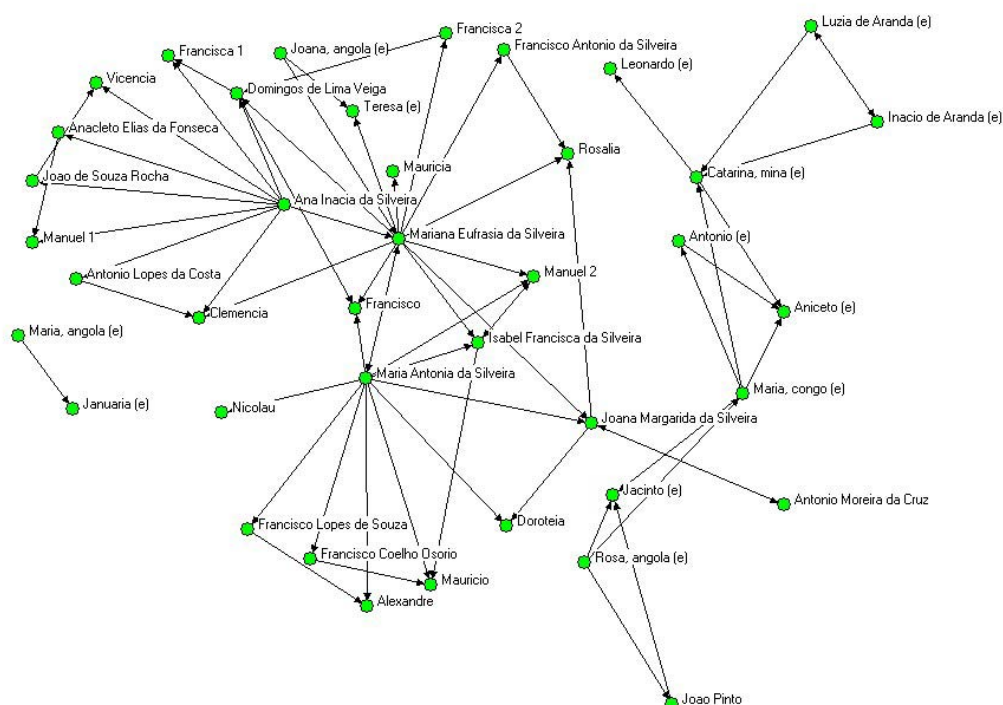 Francisca 2
Luzia de Aranda (e)
Francisca 1
Joana, angola (e)
Francisco Antonio da Silveira
Leonardo (e)
Vicencia
Domingos de Lima Veiga
Teresa (e)
Inacio de Aranda (e)
Anacleto Elias da Fonseca
Rosalia
Mauricia
Catarina, mina (e)
Joao de Souza Rocha
Ana Inacia da Silveira
Manuel 1
Mariana Eufrasia da Silveira
Antonio (e)
Antonio Lopes da Costa
Manuel 2
Clemencia
Francisco
Aniceto (e)
Maria, angola (e)
Isabel Francisca da Silveira
Maria Antonia da Silveira
Maria, congo (e)
Januaria (e)
Nicolau
Joana Margarida da Silveira
Jacinto (e)
Antonio Moreira da Cruz
Francisco Lopes de Souza
Doroteia
Francisco Coelho Osorio
Rosa, angola (e)
Mauricio
Alexandre
Joao Pinto